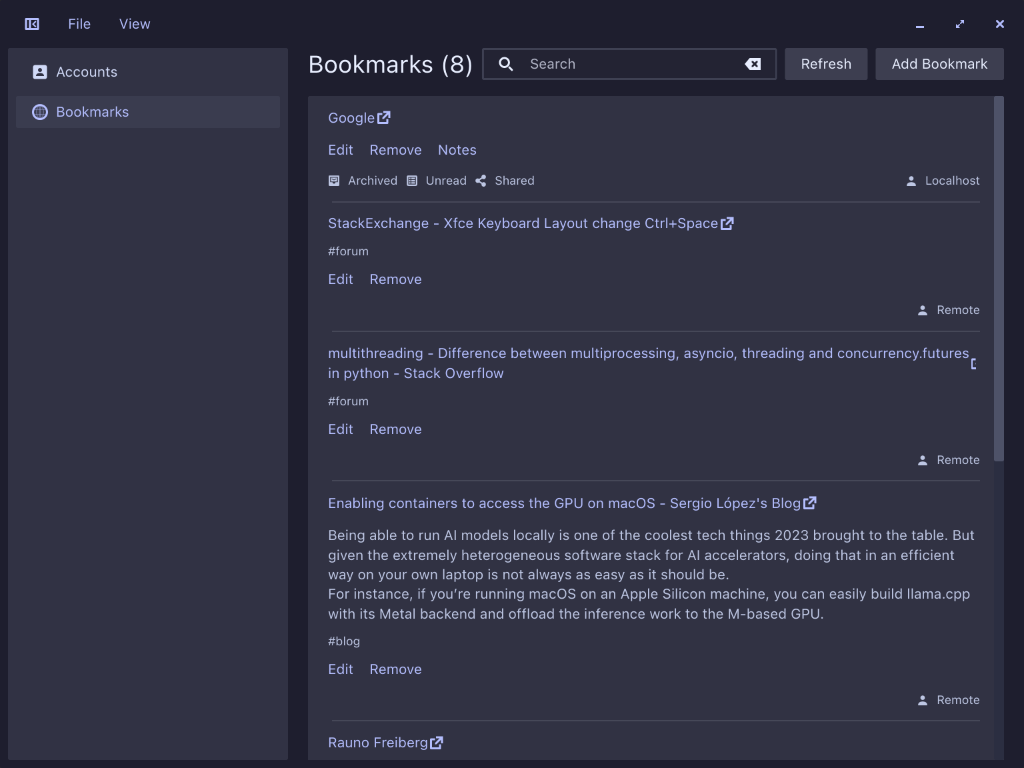 File View
Accounts
Bookmarks
Bookmarks (8) Search Refresh Add Bookmark
Google
Edit Remove Notes
Archived Unread Shared Localhost
StackExchange - Xfce Keyboard Layout change Ctrl+Space
#forum
Edit Remove
Remote
multithreading - Difference between multiprocessing, asyncio, threading and concurrency.futures
in python - Stack Overflow
#forum
Edit Remove
Remote
Enabling containers to access the GPU on macOS - Sergio López's Blog
Being able to run AI models locally is one of the coolest tech things 2023 brought to the table. But
given the extremely heterogeneous software stack for AI accelerators, doing that in an efficient
way on your own laptop is not always as easy as it should be.
For instance, if you're running macOS on an Apple Silicon machine, you can easily build llama.cpp
with its Metal backend and offload the inference work to the M-based GPU.
#blog
Edit Remove
Remote
Rauno Freiberg